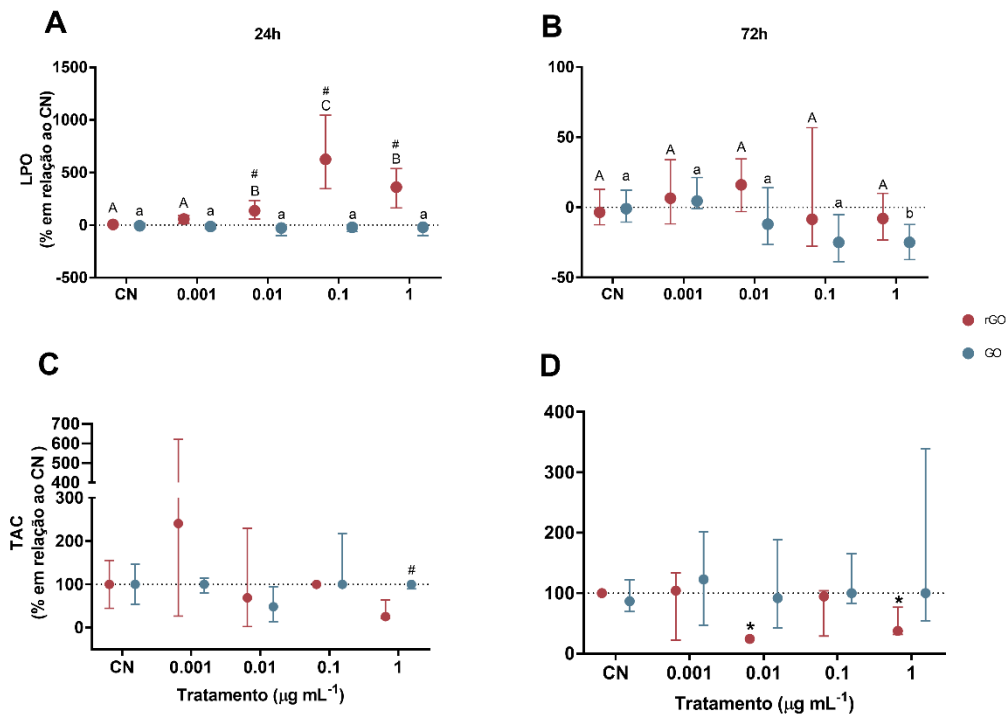 A
24h
LPO
(% em relação ao CN)
1500
1000
500
0
-500
A
a
A
a
#
B
a
#
C
a
#
B
a
CN
0.001
0.01
0.1
1
B
72h
100
50
0
-50
A
a
A
a
A
a
A
a
A
b
CN
0.001
0.01
0.1
1
rGO
GO
C
TAC
(% em relação ao CN )
700
600
500
400
300
200
100
0
#
CN
0.001
0.01
0.1
1
Tratamento (µg mL⁻¹)
D
400
300
200
100
0
*
*
CN
0.001
0.01
0.1
1
Tratamento (µg mL⁻¹)